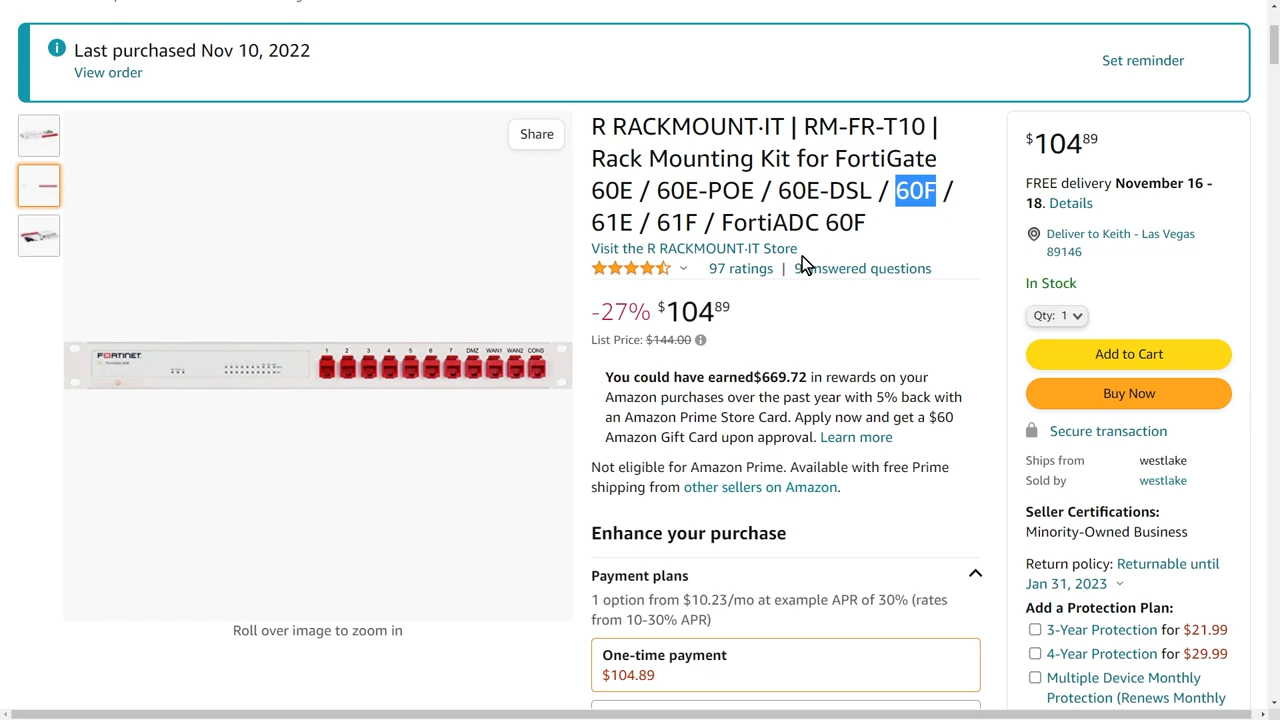 Last purchased Nov 10, 2022
View order
Set reminder
Share
R RACKMOUNT·IT | RM-FR-T10 |
Rack Mounting Kit for FortiGate
60E / 60E-POE / 60E-DSL / 60F /
61E / 61F / FortiADC 60F
Visit the R RACKMOUNT·IT Store
97 ratings | 9 answered questions
-27% $104 89
List Price: $144.00
You could have earned$669.72 in rewards on your
Amazon purchases over the past year with 5% back with
an Amazon Prime Store Card. Apply now and get a $60
Amazon Gift Card upon approval. Learn more
Not eligible for Amazon Prime. Available with free Prime
shipping from other sellers on Amazon.
Enhance your purchase
Payment plans
1 option from $10.23/mo at example APR of 30% (rates
from 10-30% APR)
One-time payment
$104.89
FORTINET
1 2 3 4 5 6 7 DMZ WAN1 WAN2 CONS
Roll over image to zoom in
$104 89
FREE delivery November 16 -
18. Details
Deliver to Keith - Las Vegas
89146
In Stock
Qty: 1
Add to Cart
Buy Now
Secure transaction
Ships from westlake
Sold by westlake
Seller Certifications:
Minority-Owned Business
Return policy: Returnable until
Jan 31, 2023
Add a Protection Plan:
3-Year Protection for $21.99
4-Year Protection for $29.99
Multiple Device Monthly
Protection (Renews Monthly